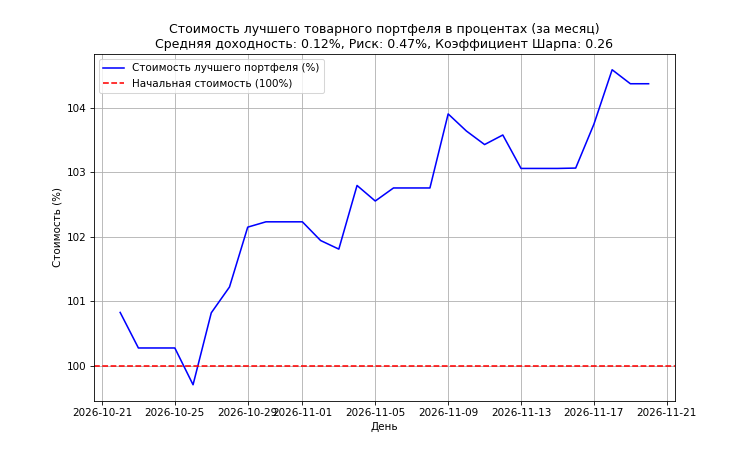 Стоимость лучшего товарного портфеля в процентах (за месяц)
Средняя доходность: 0.12%, Риск: 0.47%, Коэффициент Шарпа: 0.26
Стоимость лучшего портфеля (%)
Начальная стоимость (100%)
Стоимость (%)
104
103
102
101
100
2026-10-21 2026-10-25 2026-10-29 2026-11-01 2026-11-05 2026-11-09 2026-11-13 2026-11-17 2026-11-21
День